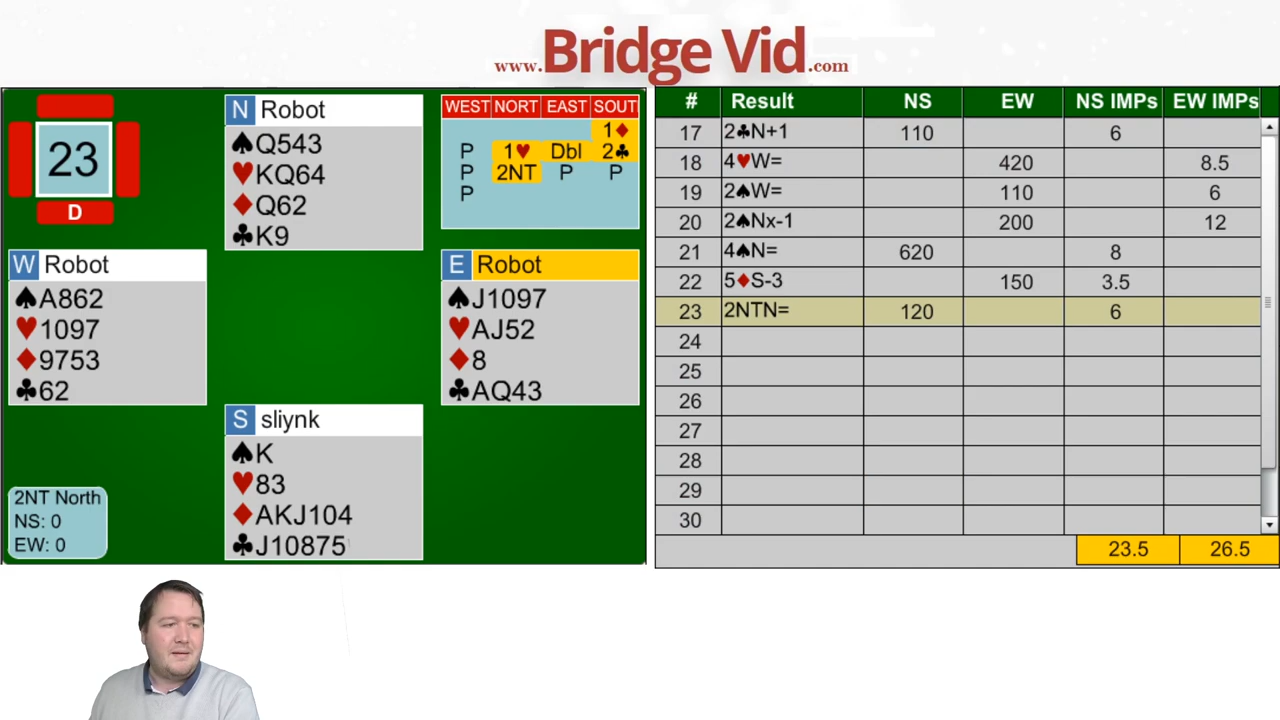 www.Bridge Vid.com
23
D
N Robot
♠Q543
♥KQ64
♦Q62
♣K9
WEST NORT EAST SOUT
1♦
P 1♥ Dbl 2♣
P 2NT P P
P
W Robot
♠A862
♥1097
♦9753
♣62
E Robot
♠J1097
♥AJ52
♦8
♣AQ43
S sliynk
♠K
♥83
♦AKJ104
♣J10875
2NT North
NS: 0
EW: 0
# Result NS EW NS IMPs EW IMPs
17 2♣N+1 110 6
18 4♥W= 420 8.5
19 2♠W= 110 6
20 2♠Nx-1 200 12
21 4♠N= 620 8
22 5♦S-3 150 3.5
23 2NTN= 120 6
24
25
26
27
28
29
30
23.5 26.5